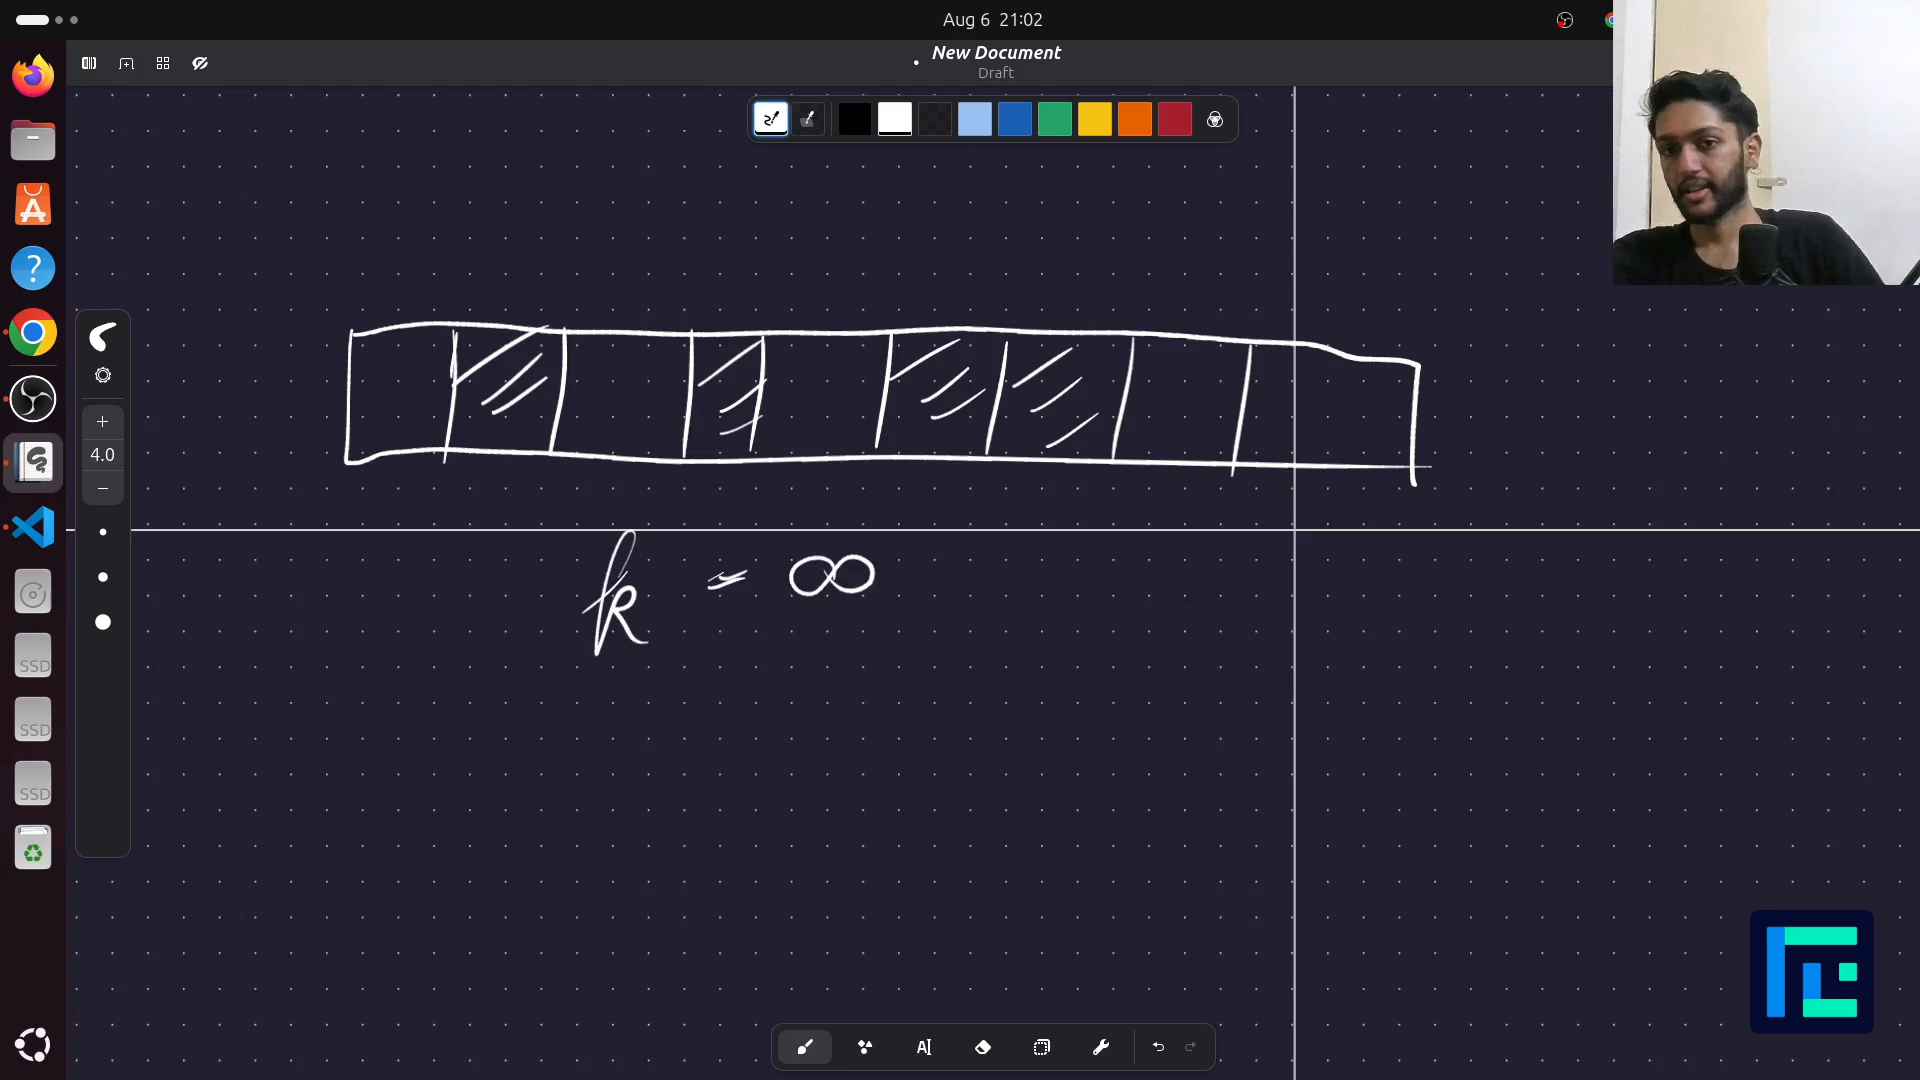 Aug 6 21:02
New Document
Draft
4.0
k = ∞
SSD
SSD
SSD